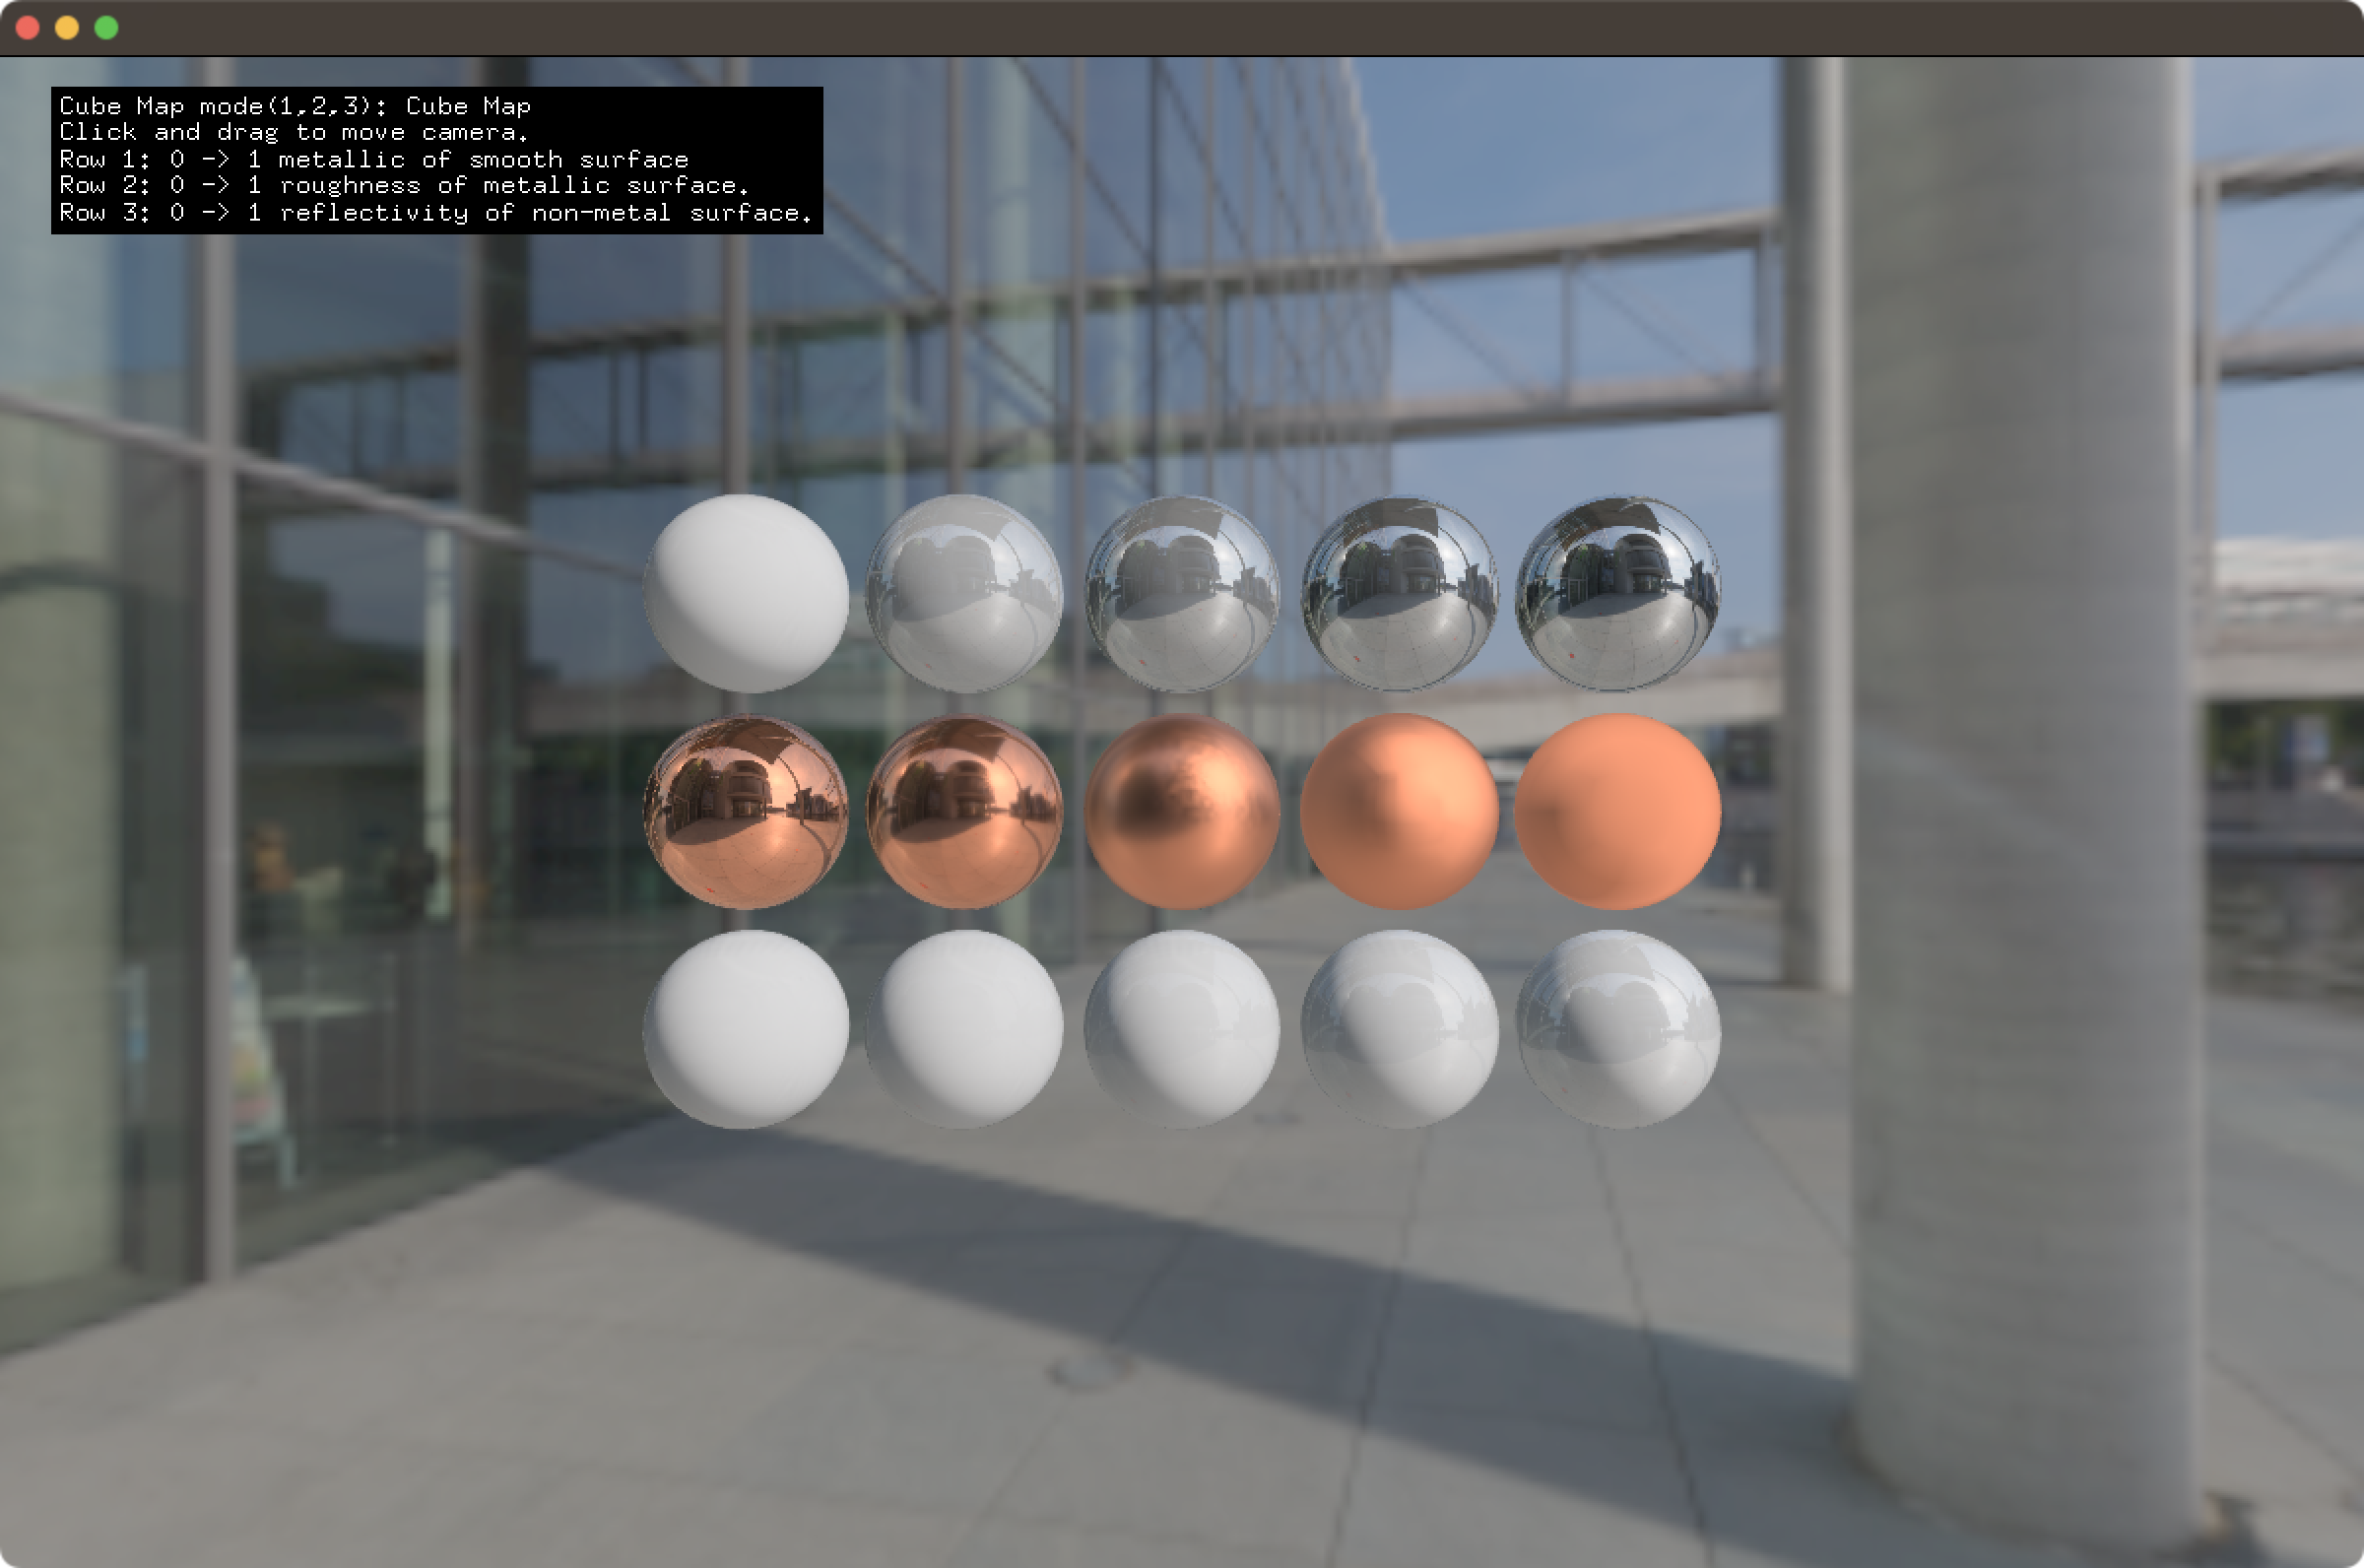 Cube Map mode(1,2,3): Cube Map
Click and drag to move camera.
Row 1: 0 -> 1 metallic of smooth surface
Row 2: 0 -> 1 roughness of metallic surface.
Row 3: 0 -> 1 reflectivity of non-metal surface.